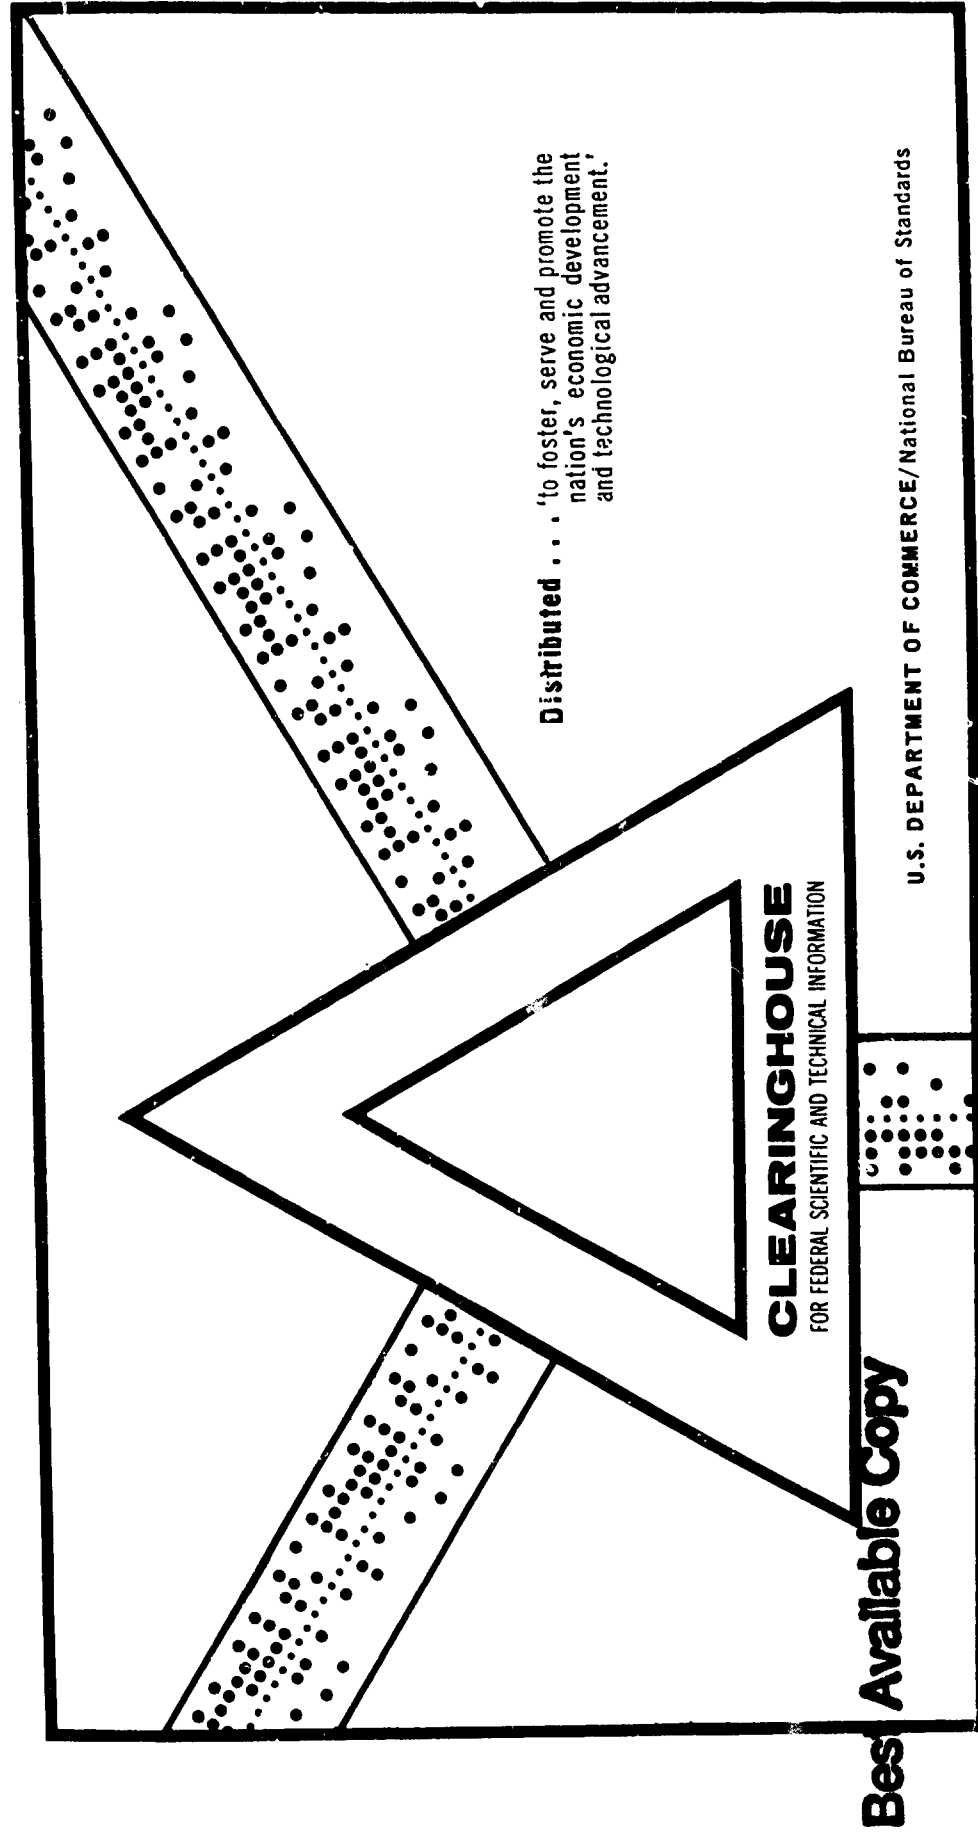 Distributed . . . 'to foster, serve and promote the
nation's economic development
and technological advancement.'
CLEARINGHOUSE
FOR FEDERAL SCIENTIFIC AND TECHNICAL INFORMATION
U.S. DEPARTMENT OF COMMERCE/National Bureau of Standards
Best Available Copy